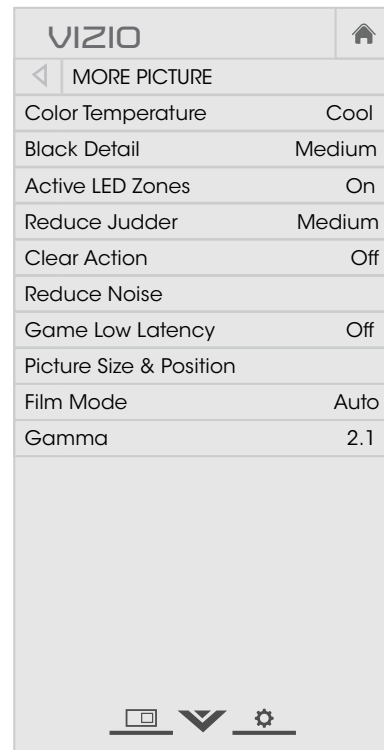 VIZIO
MORE PICTURE
Color Temperature Cool
Black Detail Medium
Active LED Zones On
Reduce Judder Medium
Clear Action Off
Reduce Noise
Game Low Latency Off
Picture Size & Position
Film Mode Auto
Gamma 2.1